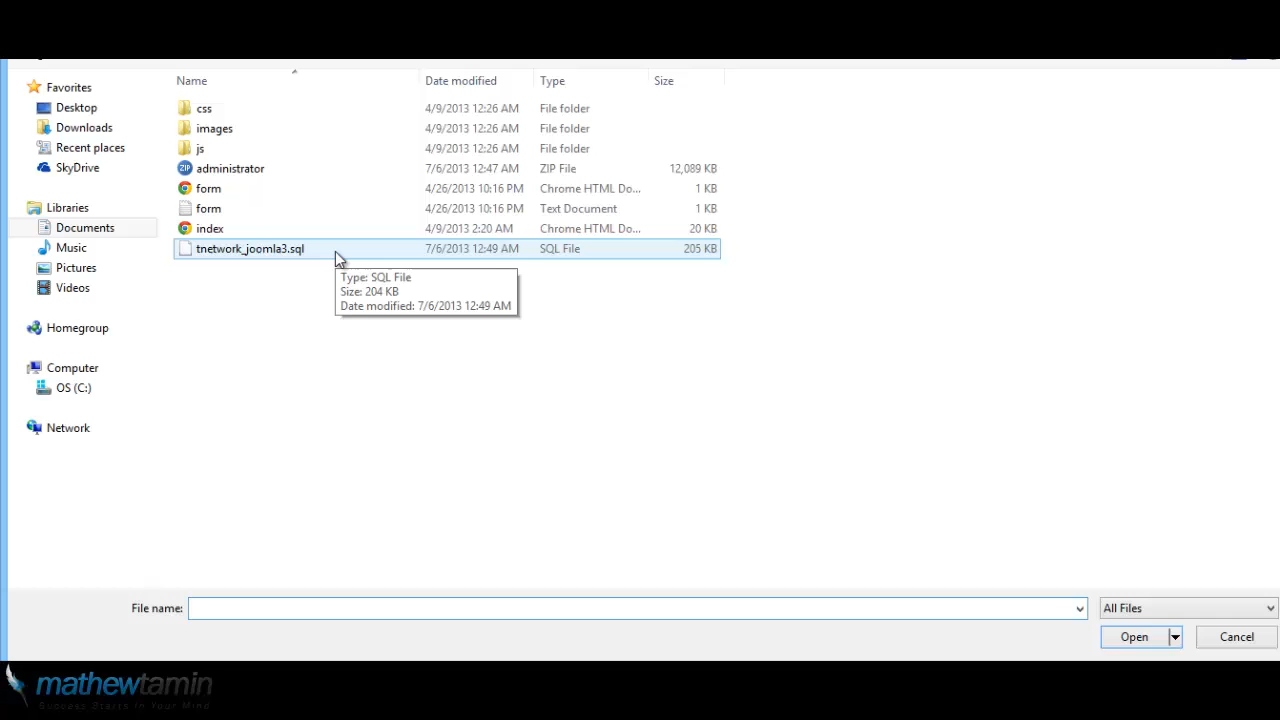 Name Date modified Type Size
Favorites
Desktop
Downloads
Recent places
SkyDrive
Libraries
Documents
Music
Pictures
Videos
Homegroup
Computer
OS (C:)
Network
css 4/9/2013 12:26 AM File folder
images 4/9/2013 12:26 AM File folder
js 4/9/2013 12:26 AM File folder
ZIP administrator 7/6/2013 12:47 AM ZIP File 12,089 KB
form 4/26/2013 10:16 PM Chrome HTML Do... 1 KB
form 4/26/2013 10:16 PM Text Document 1 KB
index 4/9/2013 2:20 AM Chrome HTML Do... 20 KB
tnetwork_joomla3.sql 7/6/2013 12:49 AM SQL File 205 KB
Type: SQL File
Size: 204 KB
Date modified: 7/6/2013 12:49 AM
File name: All Files
Open Cancel
mathewtamin
Success Starts In Your Mind